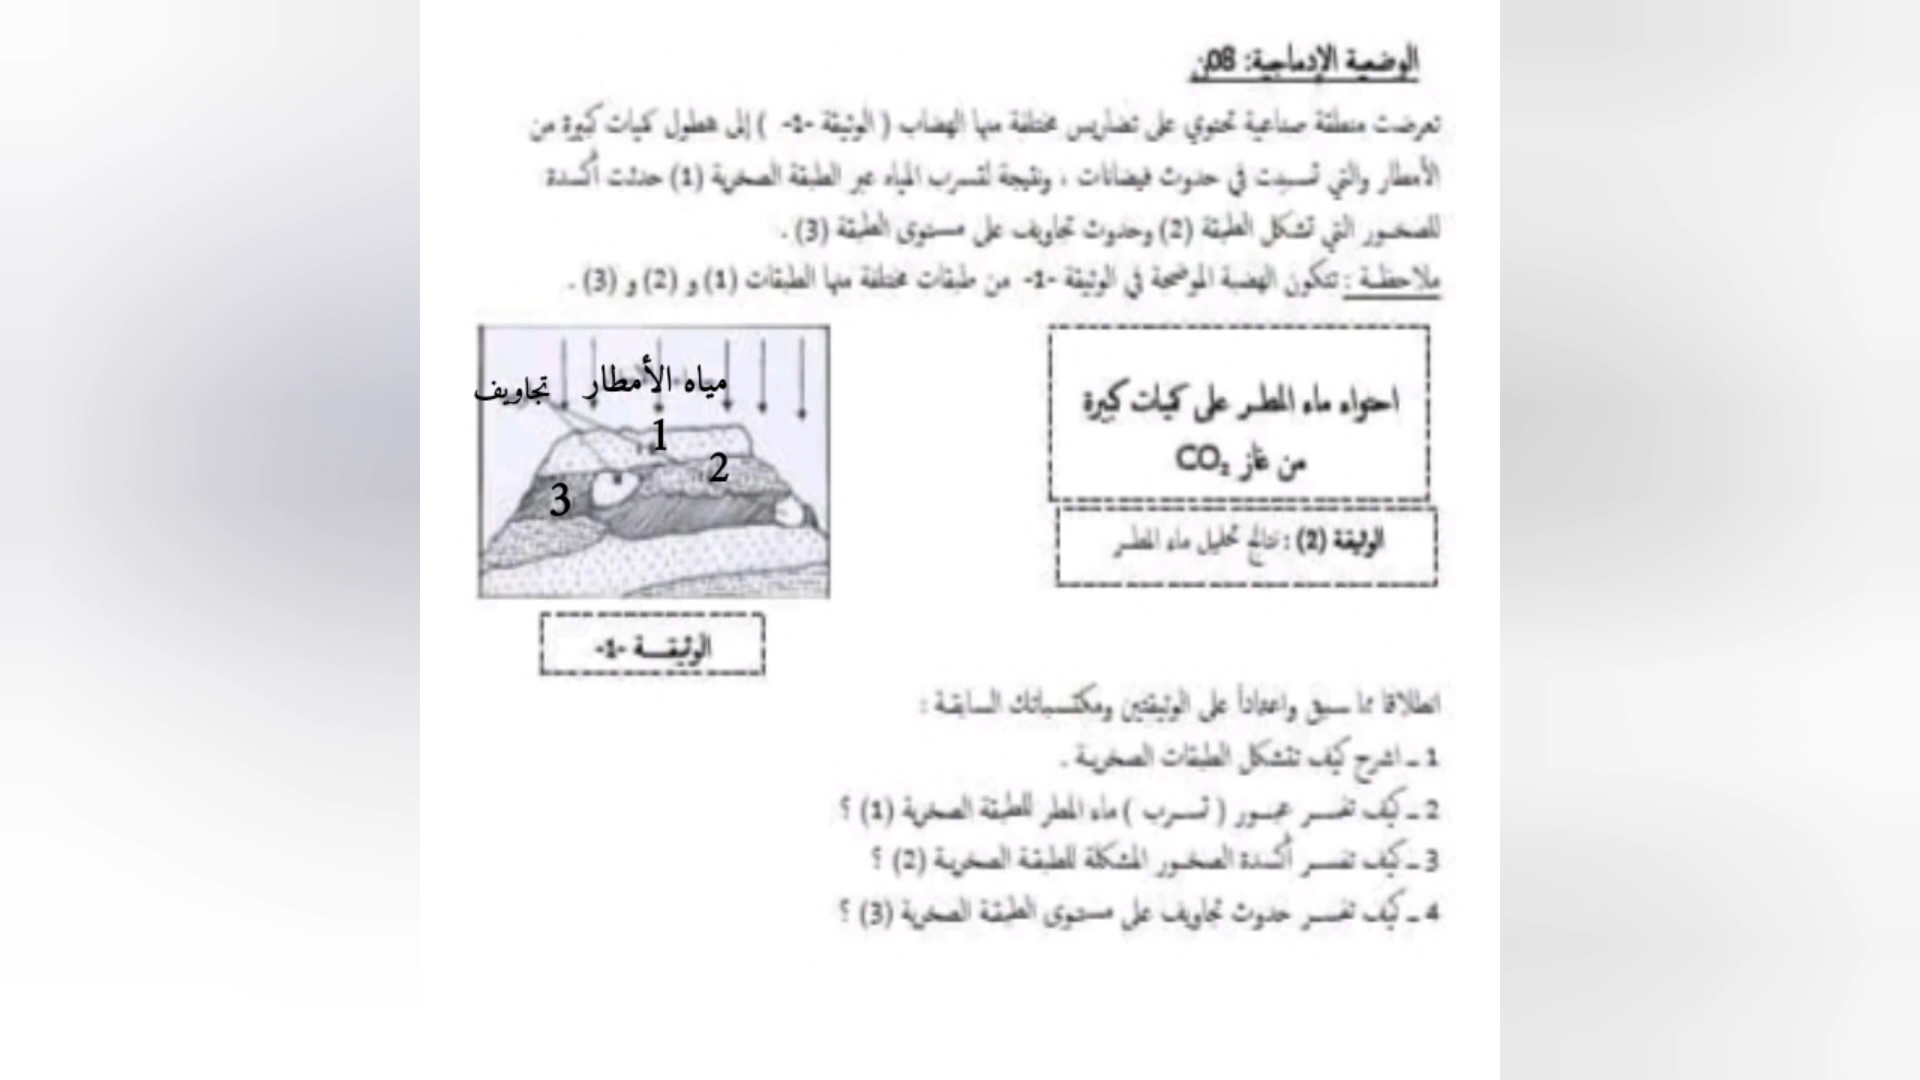 الوضعية الإدماجية: 08ن
تعرضت منطقة صناعية تحتوي على تضاريس مختلفة منها الهضاب ( الوثيقة -1- ) إلى هطول كميات كبيرة من
الأمطار والتي تسببت في حدوث فيضانات ، ونتيجة لتسرب المياه عبر الطبقة الصخرية (1) حدثت أكسدة
للصخور التي تشكل الطبقة (2) وحدوث تجاويف على مستوى الطبقة (3) .
ملاحظة : تتكون الهضبة الموضحة في الوثيقة -1- من طبقات مختلفة منها الطبقات (1) و (2) و (3) .
احتواء ماء المطر على كميات كبيرة
من غاز CO₂
الوثيقة (2) : نتائج تحليل ماء المطر
مياه الأمطار
تجاويف
1
2
3
الوثيقة -1-
انطلاقا مما سبق واعتمادا على الوثيقتين ومكتسباتك السابقة :
1 ـ اشرح كيف تتشكل الطبقات الصخرية .
2 ـ كيف تفسر عبور ( تسرب ) ماء المطر للطبقة الصخرية (1) ؟
3 ـ كيف تفسر أكسدة الصخور المشكلة للطبقة الصخرية (2) ؟
4 ـ كيف تفسر حدوث تجاويف على مستوى الطبقة الصخرية (3) ؟